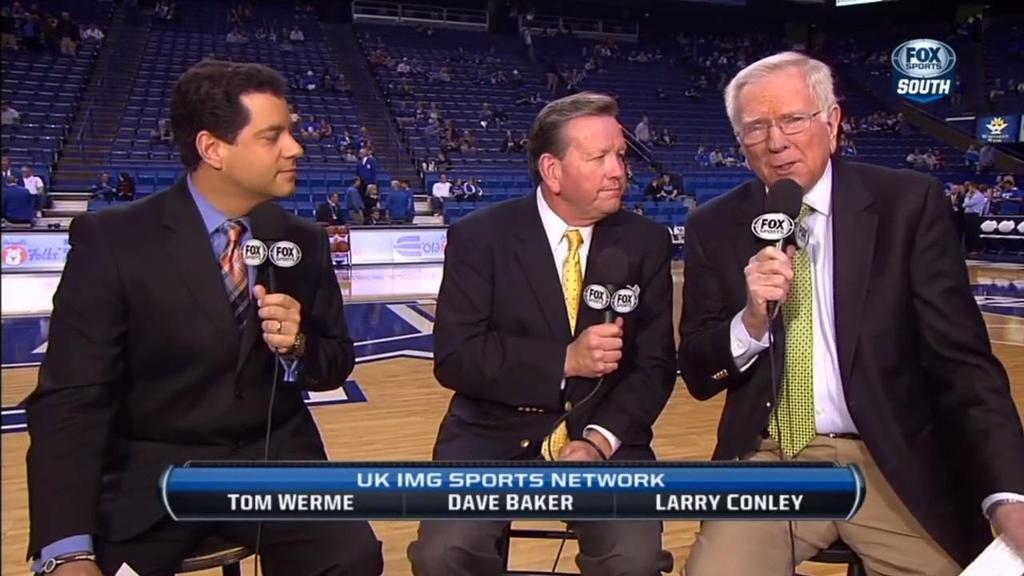 FOX
SPORTS
SOUTH
FOX
FOX
FOX
FOX
FOX
UK IMG SPORTS NETWORK
TOM WERME
DAVE BAKER
LARRY CONLEY